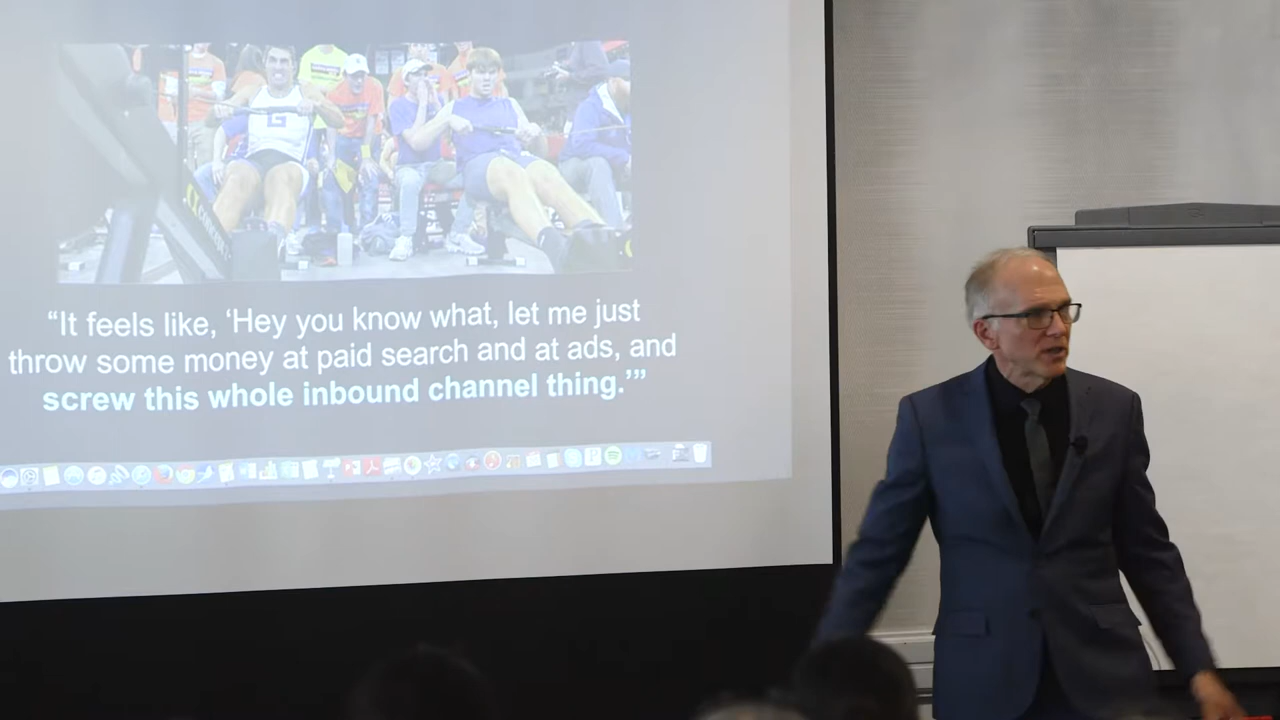 G
“It feels like, ‘Hey you know what, let me just
throw some money at paid search and at ads, and
screw this whole inbound channel thing.’”